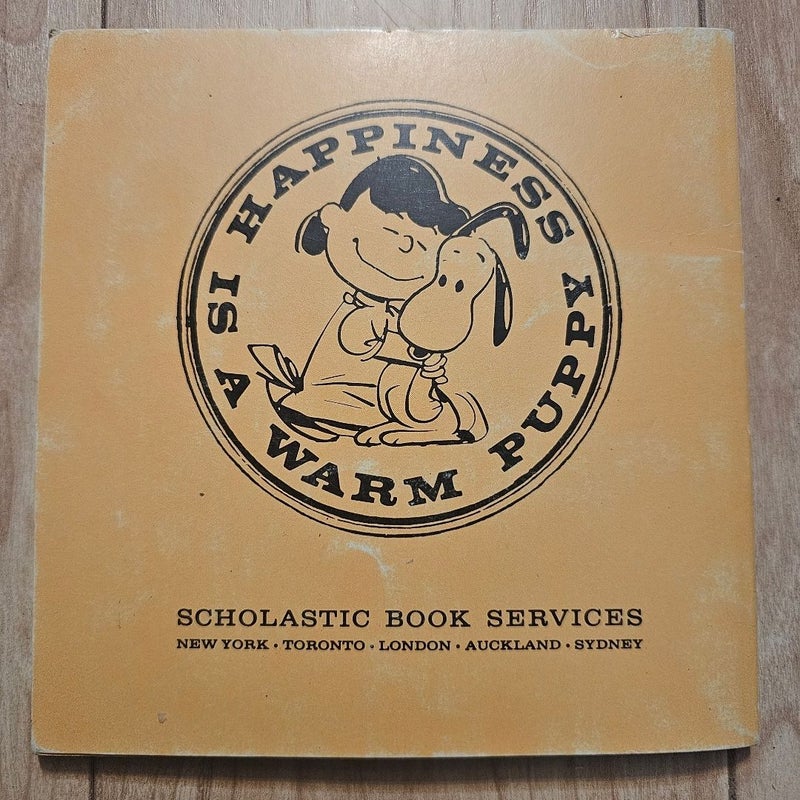 HAPPINESS IS A WARM PUPPY
SCHOLASTIC BOOK SERVICES
NEW YORK • TORONTO • LONDON • AUCKLAND • SYDNEY